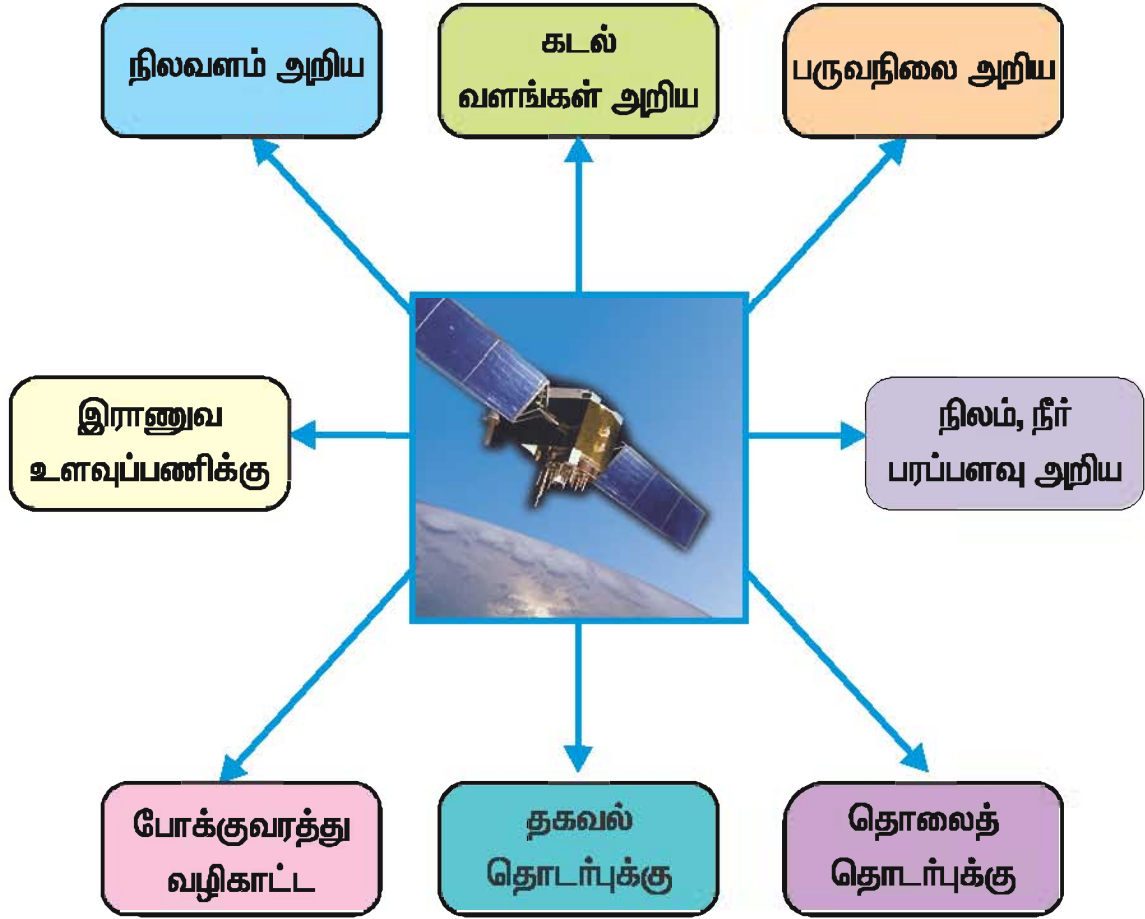 நிலவளம் அறிய
கடல்
வளங்கள் அறிய
பருவநிலை அறிய
இராணுவ
உளவுப்பணிக்கு
நிலம், நீர்
பரப்பளவு அறிய
போக்குவரத்து
வழிகாட்ட
தகவல்
தொடர்புக்கு
தொலைத்
தொடர்புக்கு